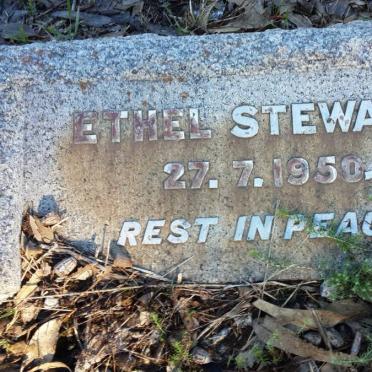 ETHEL STEWA
27. 7. 1950.
REST IN PEAC